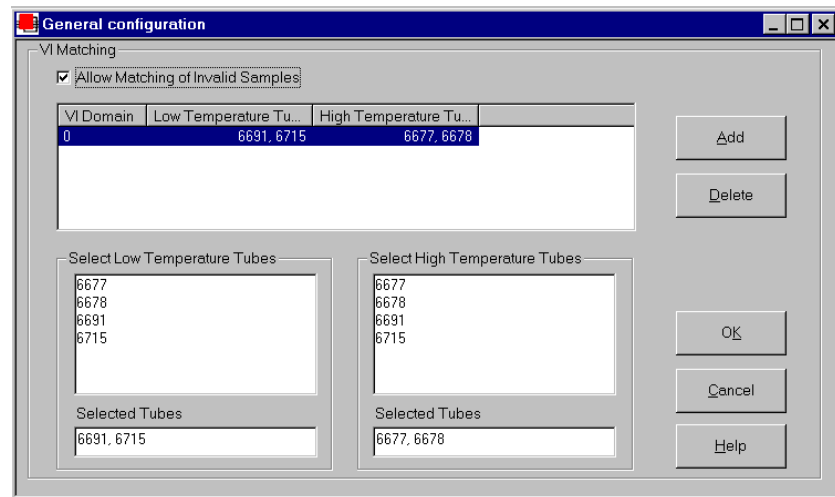 General configuration
VI Matching
Allow Matching of Invalid Samples
VI Domain Low Temperature Tu... High Temperature Tu...
0 6691, 6715 6677, 6678
Add
Delete
Select Low Temperature Tubes
6677
6678
6691
6715
Selected Tubes
6691, 6715
Select High Temperature Tubes
6677
6678
6691
6715
Selected Tubes
6677, 6678
OK
Cancel
Help